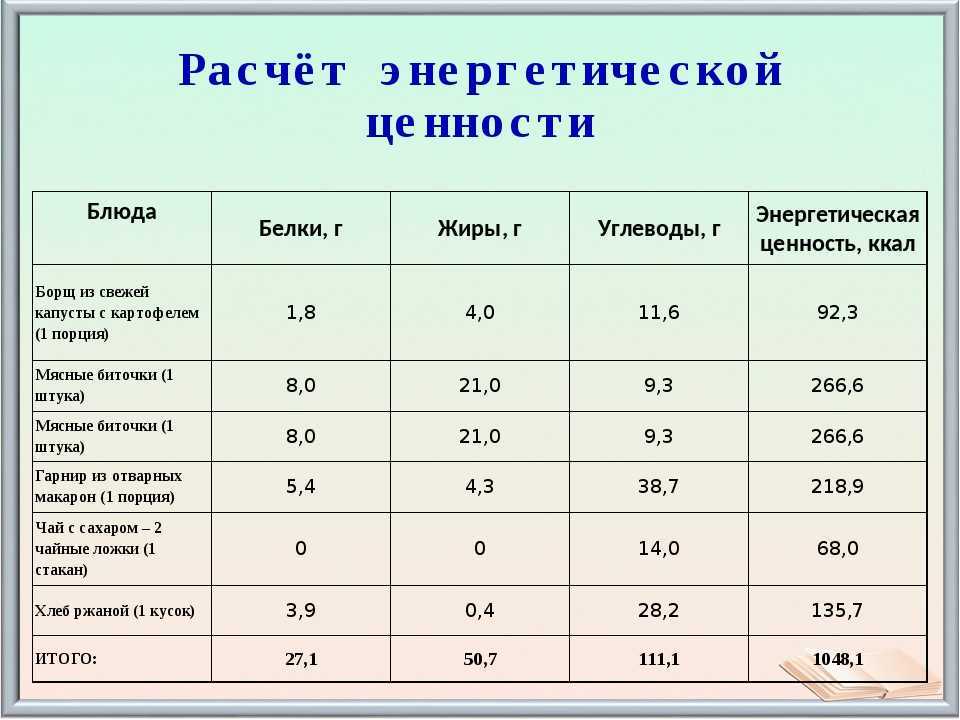 Расчёт энергетической
ценности
Блюда
Белки, г
Жиры, г
Углеводы, г
Энергетическая
ценность, ккал
Борщ из свежей
капусты с картофелем
(1 порция)
1,8
4,0
11,6
92,3
Мясные биточки (1
штука)
8,0
21,0
9,3
266,6
Мясные биточки (1
штука)
8,0
21,0
9,3
266,6
Гарнир из отварных
макарон (1 порция)
5,4
4,3
38,7
218,9
Чай с сахаром – 2
чайные ложки (1
стакан)
0
0
14,0
68,0
Хлеб ржаной (1 кусок)
3,9
0,4
28,2
135,7
ИТОГО:
27,1
50,7
111,1
1048,1